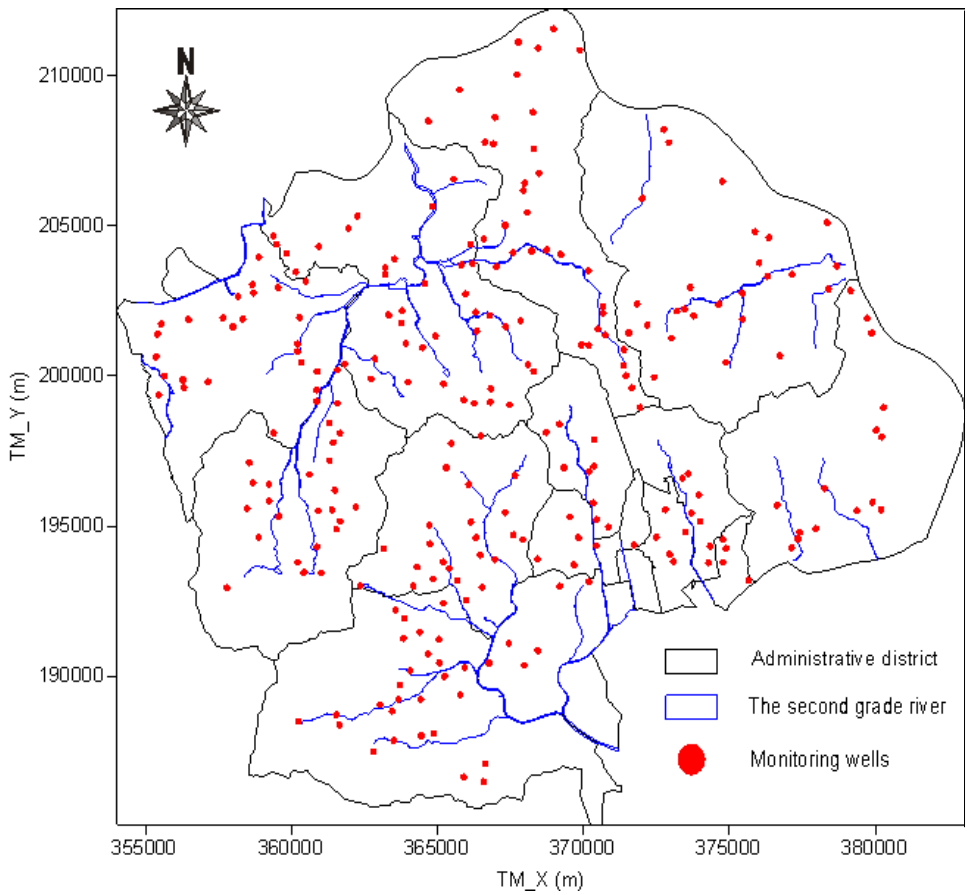 N
210000
205000
200000
195000
190000
TM_Y (m)
Administrative district
The second grade river
Monitoring wells
355000 360000 365000 370000 375000 380000
TM_X (m)